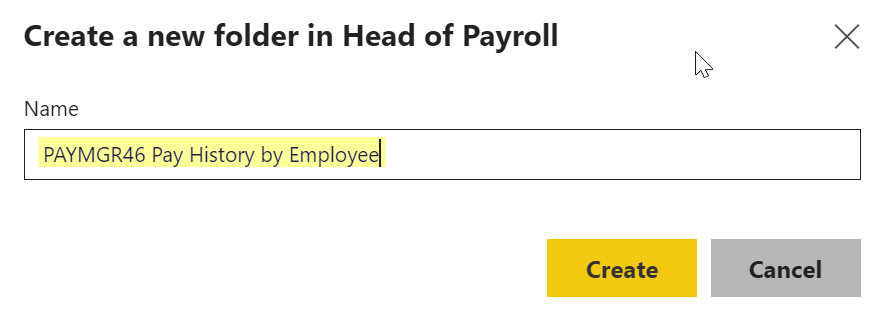 Create a new folder in Head of Payroll
Name
PAYMGR46 Pay History by Employee
Create
Cancel